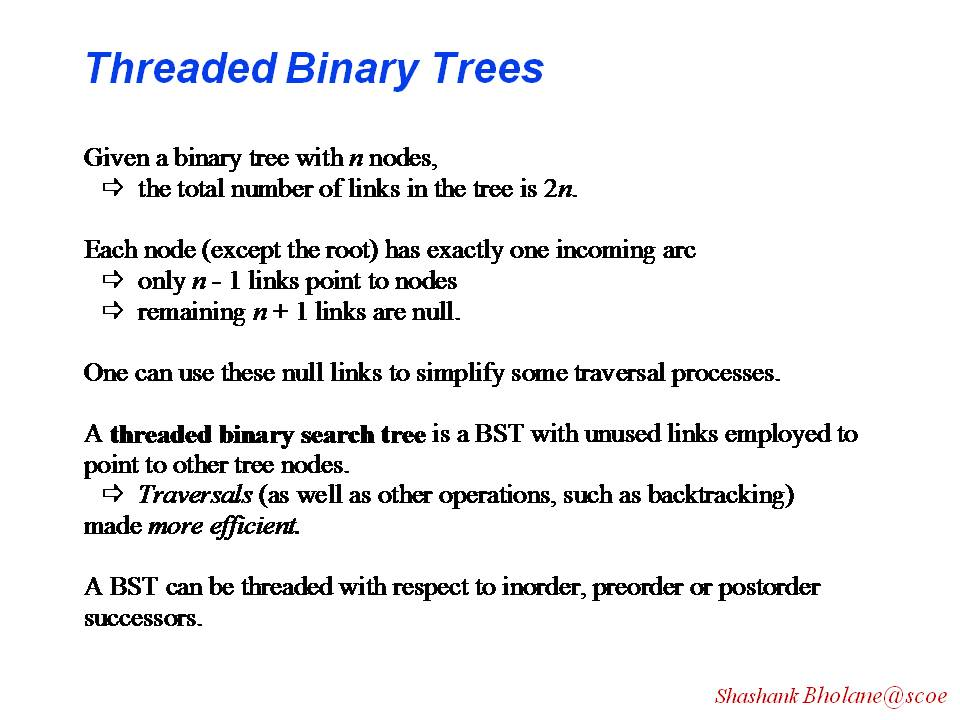 Threaded Binary Trees
Given a binary tree with n nodes,
⇨ the total number of links in the tree is 2n.
Each node (except the root) has exactly one incoming arc
⇨ only n - 1 links point to nodes
⇨ remaining n + 1 links are null.
One can use these null links to simplify some traversal processes.
A threaded binary search tree is a BST with unused links employed to
point to other tree nodes.
⇨ Traversals (as well as other operations, such as backtracking)
made more efficient.
A BST can be threaded with respect to inorder, preorder or postorder
successors.
Shashank Bholane@scoe